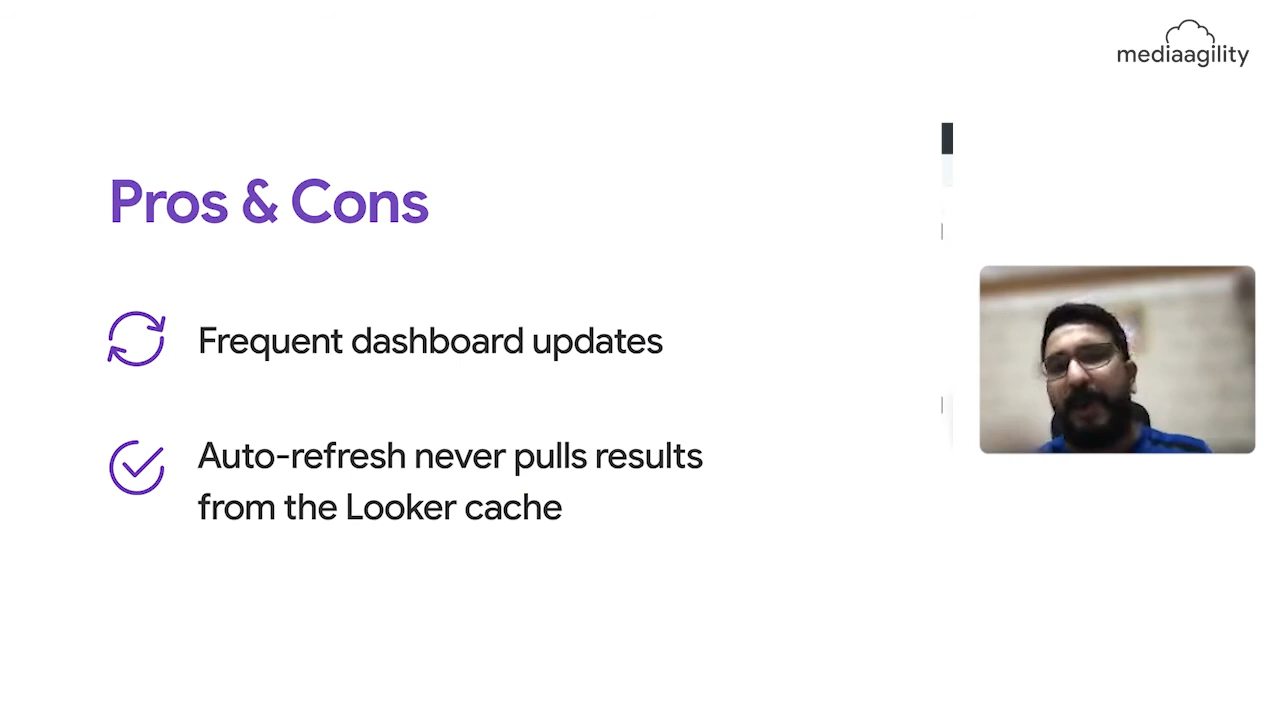 mediaagility
Pros & Cons
Frequent dashboard updates
Auto-refresh never pulls results
from the Looker cache